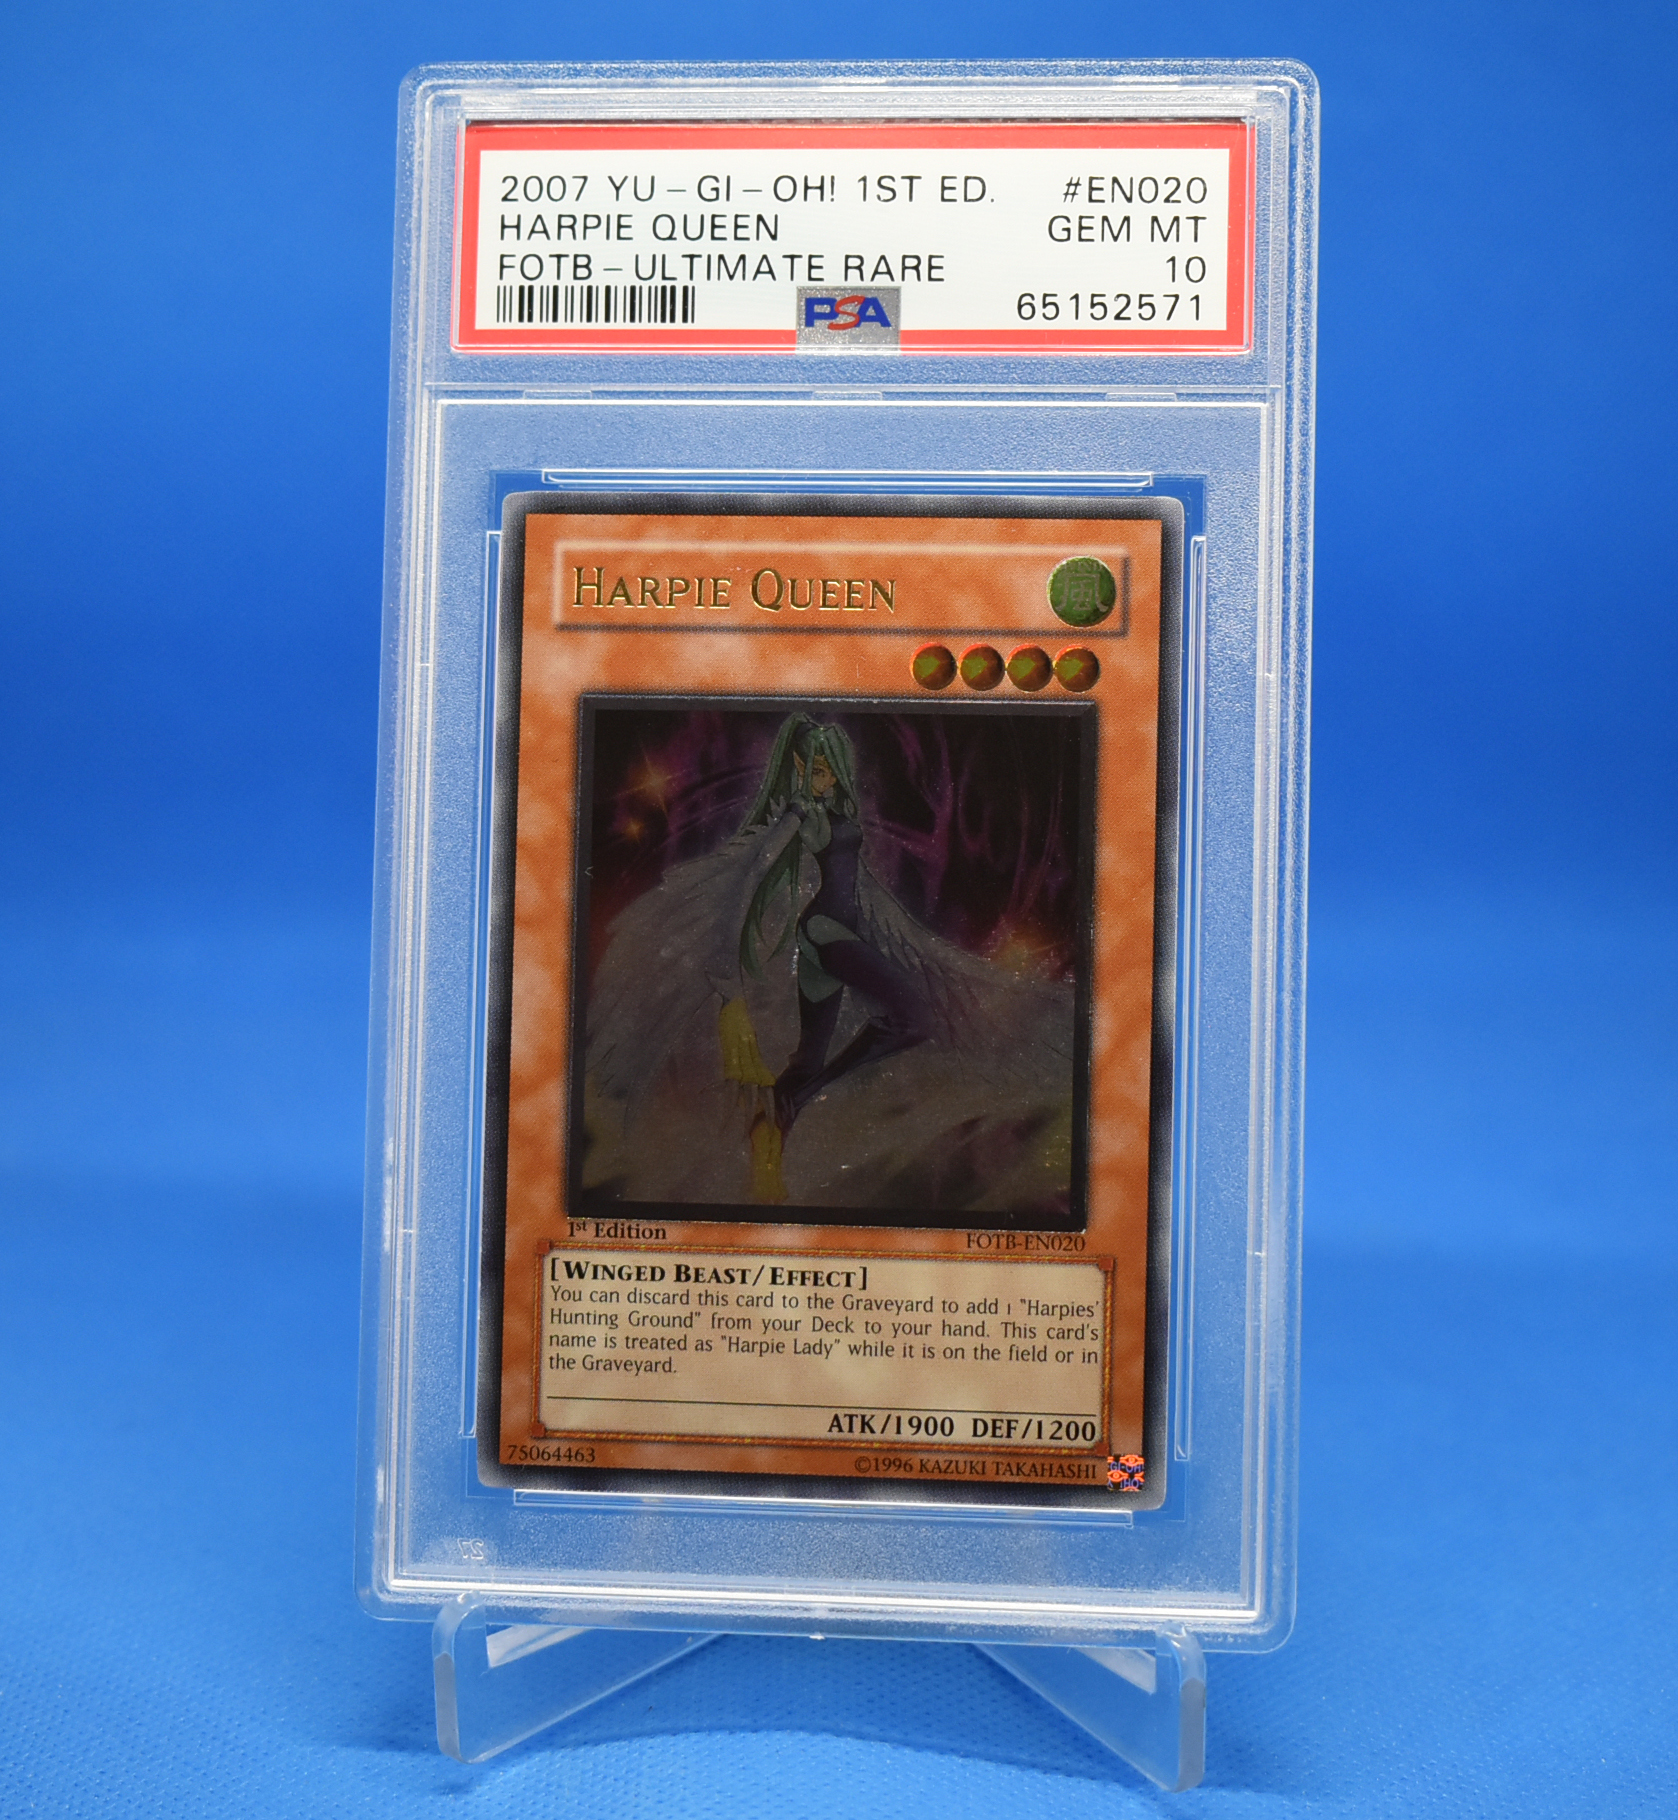 2007 YU-GI-OH! 1ST ED. #EN020
HARPIE QUEEN GEM MT
FOTB-ULTIMATE RARE 10
PSA 65152571
HARPIE QUEEN
風
1st Edition FOTB-EN020
[WINGED BEAST/EFFECT]
You can discard this card to the Graveyard to add 1 "Harpies'
Hunting Ground" from your Deck to your hand. This card's
name is treated as "Harpie Lady" while it is on the field or in
the Graveyard.
ATK/1900 DEF/1200
75064463 ©1996 KAZUKI TAKAHASHI